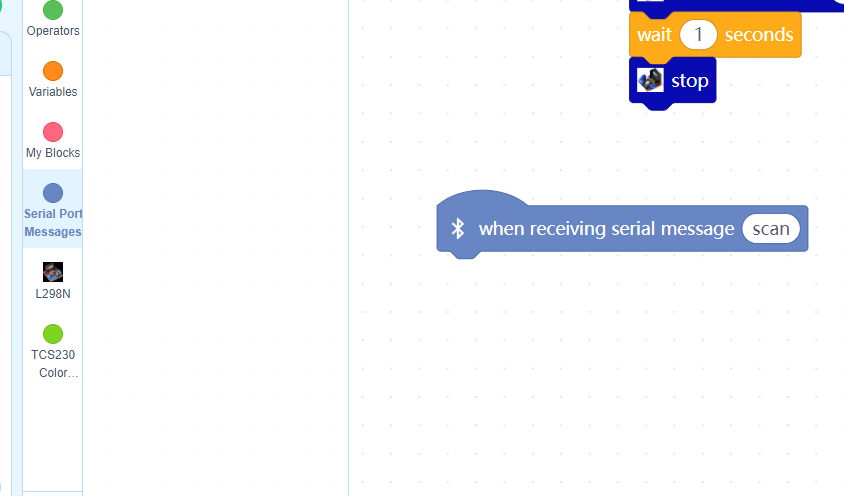 Operators
Variables
My Blocks
Serial Port
Messages
L298N
TCS230
Color...
wait 1 seconds
stop
when receiving serial message scan